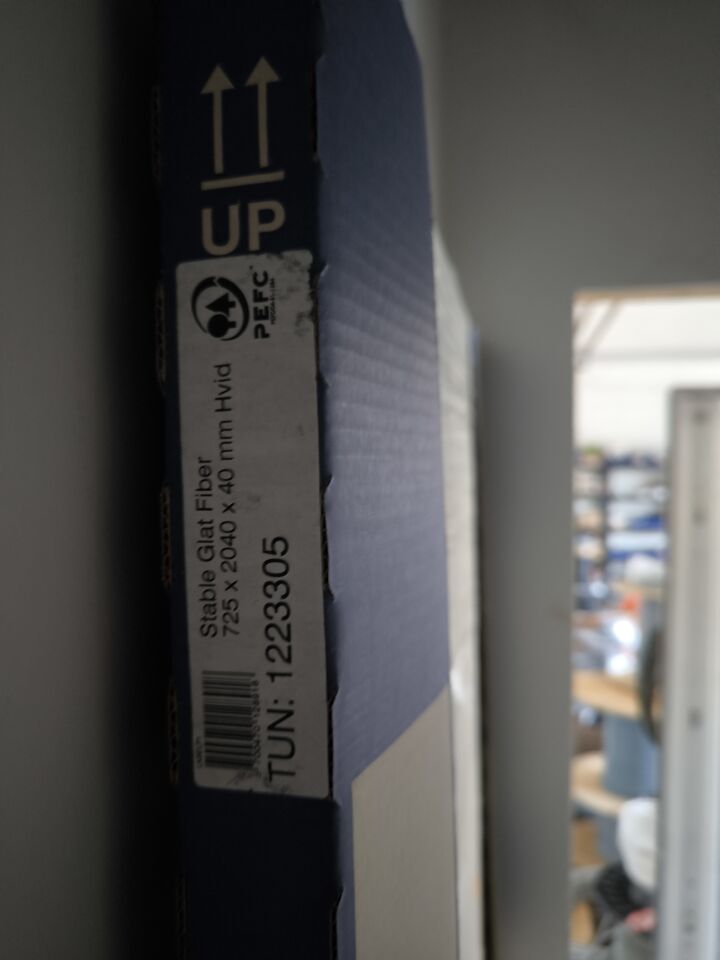 UP
PEFC
Stable Glat Fiber
725 x 2040 x 40 mm Hvid
TUN: 1223305